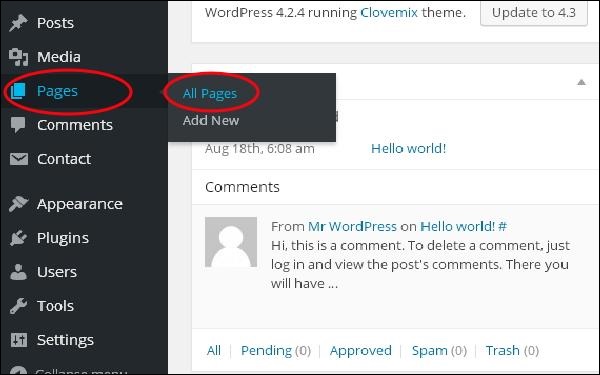 Posts
Media
Pages
Comments
Contact
Appearance
Plugins
Users
Tools
Settings
Collapse menu
All Pages
Add New
WordPress 4.2.4 running Clovemix theme.
Update to 4.3
Aug 18th, 6:08 am Hello world!
Comments
From Mr WordPress on Hello world! #
Hi, this is a comment. To delete a comment, just
log in and view the post's comments. There you
will have ...
All Pending (0) Approved Spam (0) Trash (0)